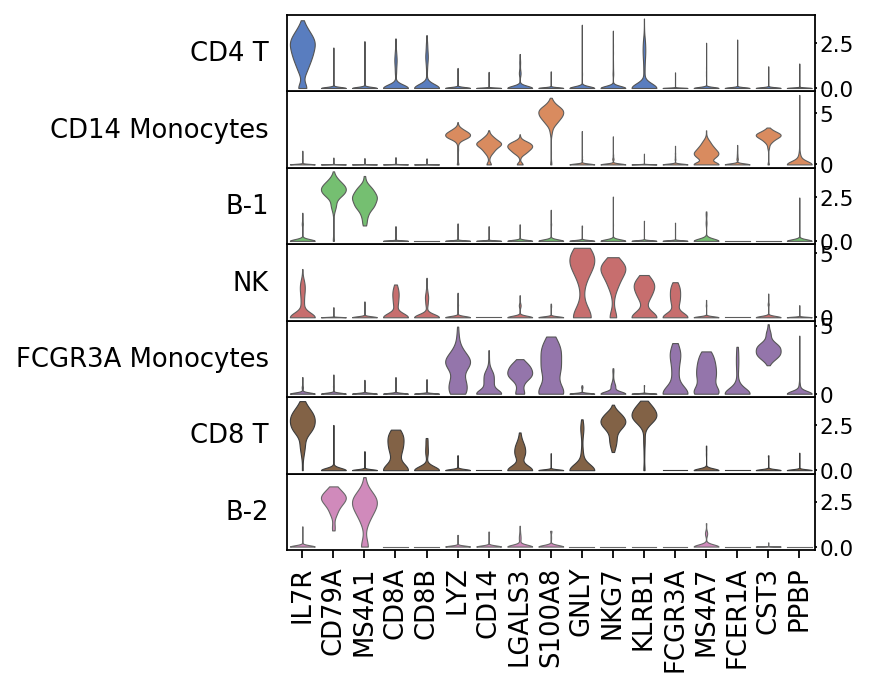 CD4 T
2.5
0.0
CD14 Monocytes
5
0
B-1
2.5
0.0
NK
5
0
FCGR3A Monocytes
5
0
CD8 T
2.5
0.0
B-2
2.5
0.0
IL7R
CD79A
MS4A1
CD8A
CD8B
LYZ
CD14
LGALS3
S100A8
GNLY
NKG7
KLRB1
FCGR3A
MS4A7
FCER1A
CST3
PPBP